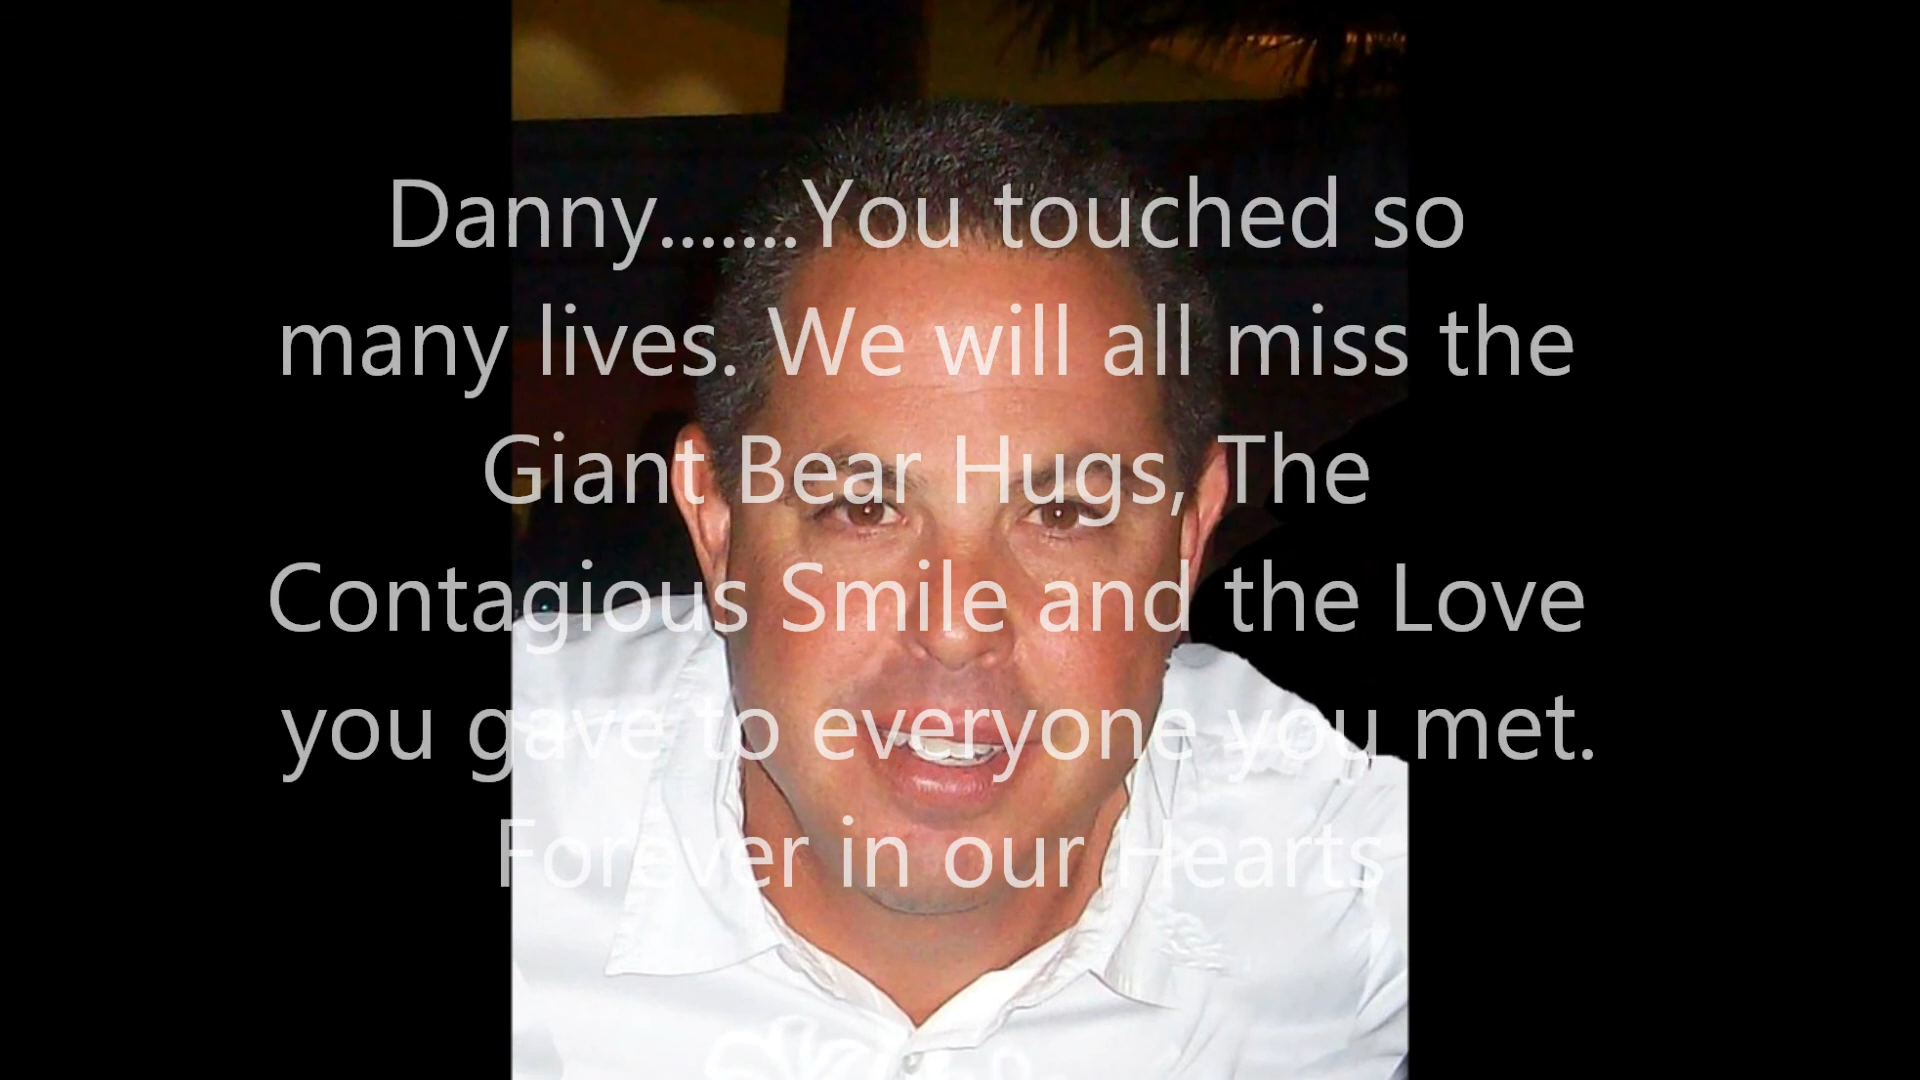 Danny.......You touched so
many lives. We will all miss the
Giant Bear Hugs, The
Contagious Smile and the Love
you gave to everyone you met.
Forever in our Hearts